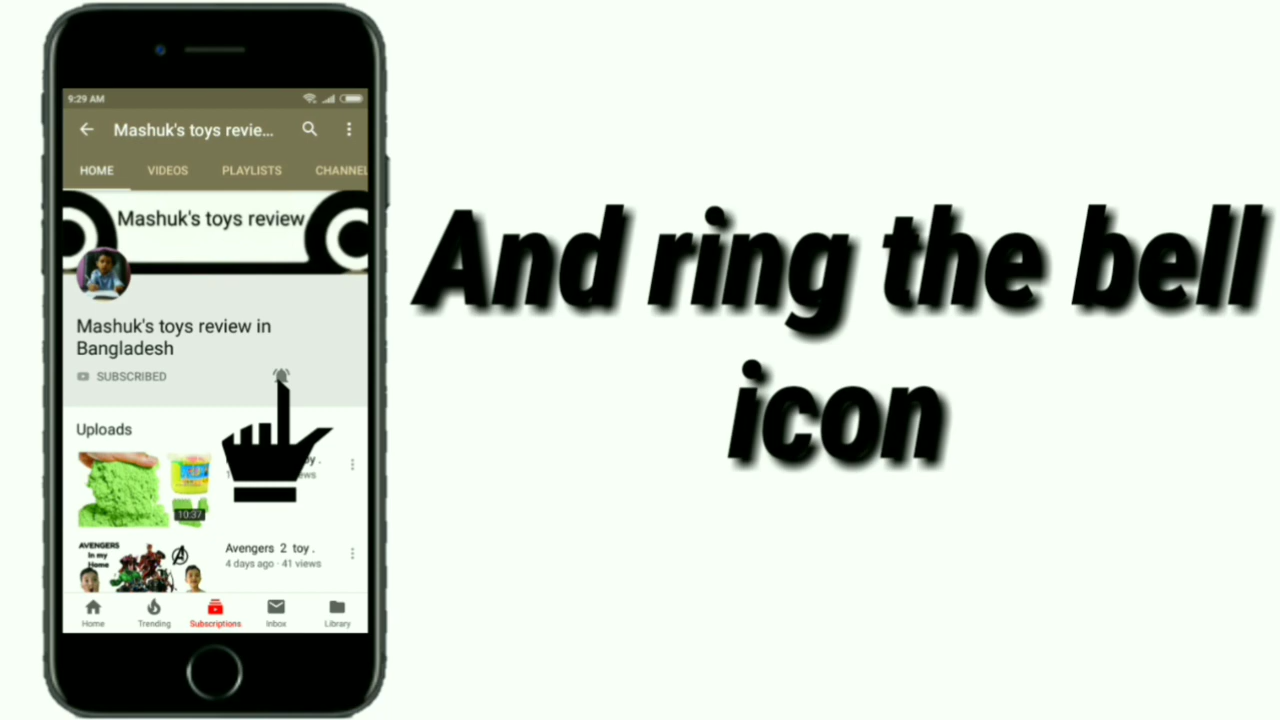 9:29 AM
Mashuk's toys revie...
HOME VIDEOS PLAYLISTS CHANNEL
Mashuk's toys review
Mashuk's toys review in
Bangladesh
SUBSCRIBED
Uploads
10:37
AVENGERS
In my
Home
Avengers 2 toy .
4 days ago · 41 views
Home Trending Subscriptions Inbox Library
And ring the bell
icon